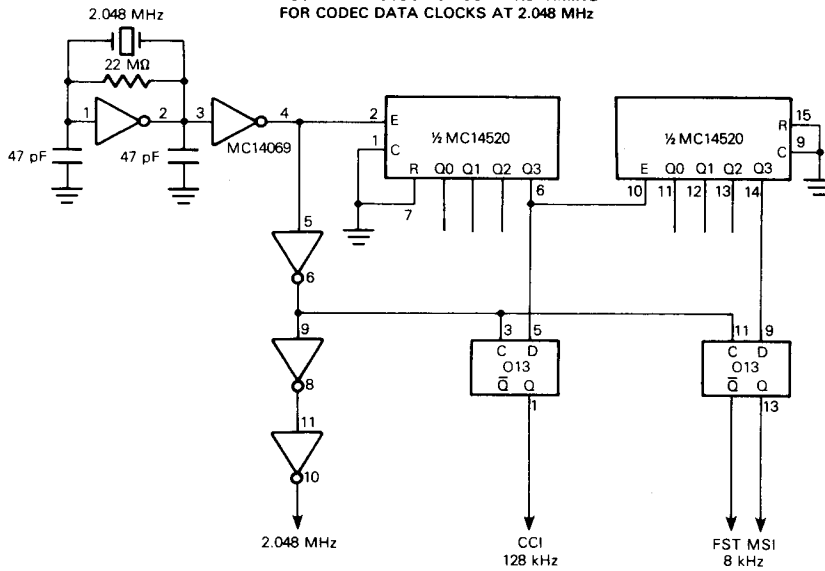 FOR CODEC DATA CLOCKS AT 2.048 MHz
2.048 MHz
22 MΩ
1
2
3
4
47 pF
47 pF
MC14069
2
E
1
C
½ MC14520
R
Q0
Q1
Q2
Q3
7
6
½ MC14520
R
15
C
9
E
Q0
Q1
Q2
Q3
10
11
12
13
14
5
6
9
8
11
10
3
5
C
D
O13
Q̅
Q
1
11
9
C
D
O13
Q̅
Q
13
2.048 MHz
CCI
128 kHz
FST MSI
8 kHz